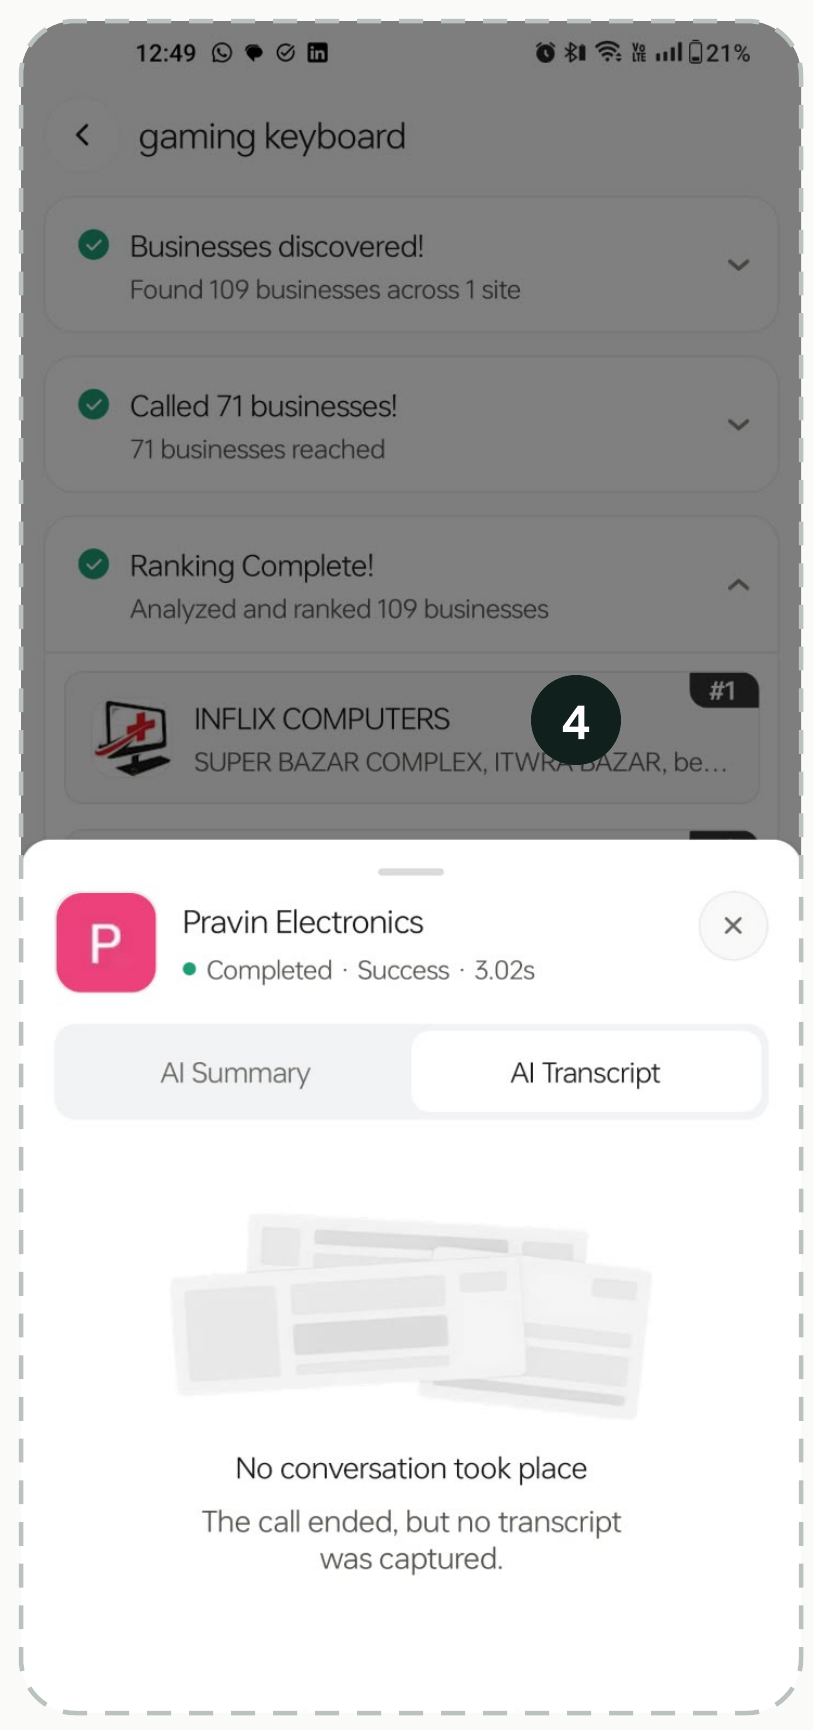 12:49
Vo
LTE
21%
gaming keyboard
Businesses discovered!
Found 109 businesses across 1 site
Called 71 businesses!
71 businesses reached
Ranking Complete!
Analyzed and ranked 109 businesses
#1
INFLIX COMPUTERS
4
SUPER BAZAR COMPLEX, ITWRA BAZAR, be...
P
Pravin Electronics
Completed · Success · 3.02s
AI Summary
AI Transcript
No conversation took place
The call ended, but no transcript
was captured.